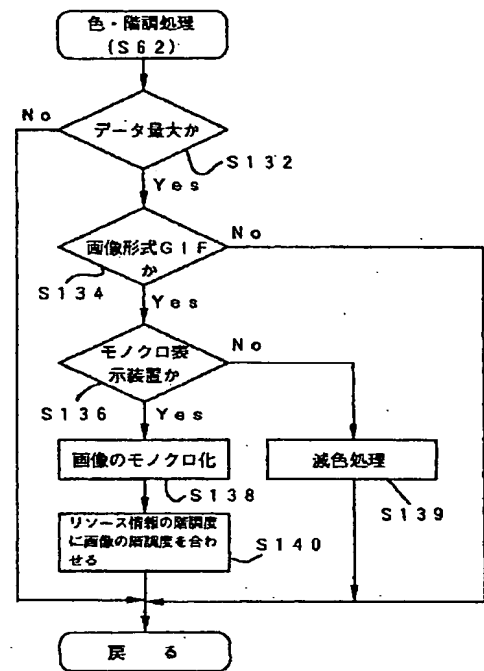 色・階調処理
(S62)
No
データ量大か
S132
Yes
画像形式GIF
か
No
S134
Yes
モノクロ表
示装置か
No
S136
Yes
画像のモノクロ化
S138
減色処理
S139
リソース情報の階調度
に画像の階調度を合わ
せる
S140
戻る